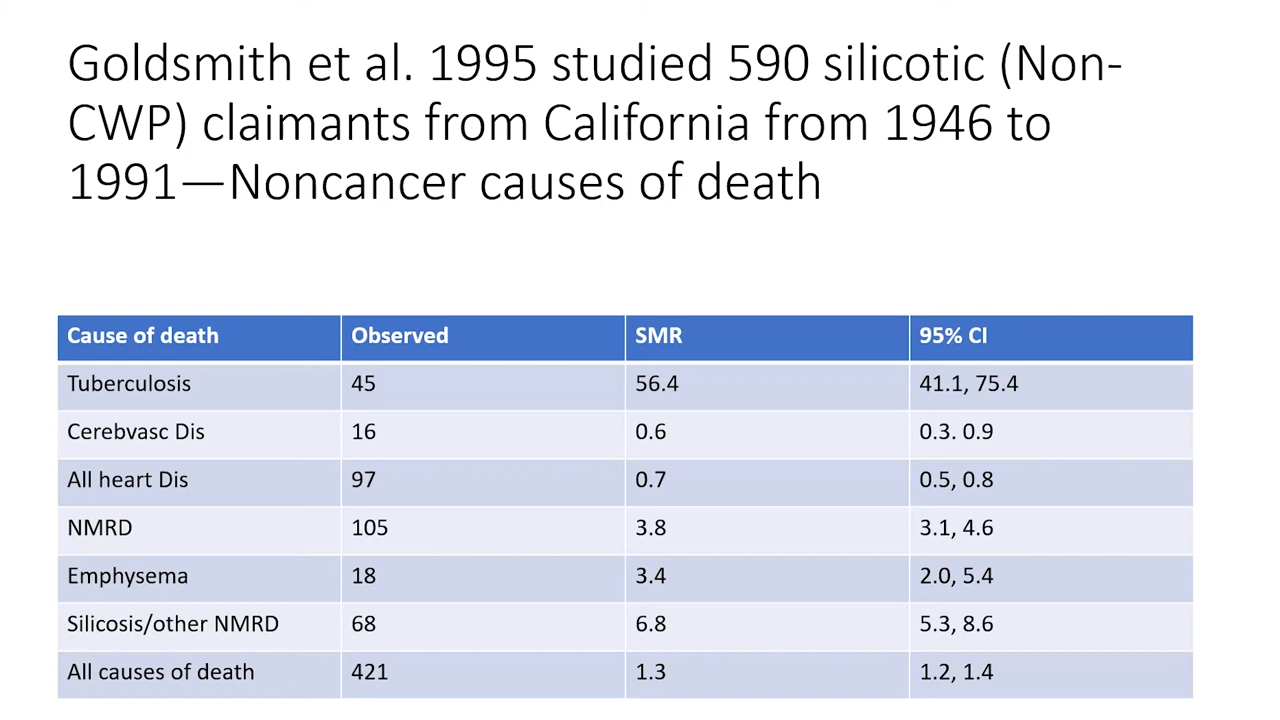 Goldsmith et al. 1995 studied 590 silicotic (Non-
CWP) claimants from California from 1946 to
1991—Noncancer causes of death
Cause of death Observed SMR 95% CI
Tuberculosis 45 56.4 41.1, 75.4
Cerebvasc Dis 16 0.6 0.3. 0.9
All heart Dis 97 0.7 0.5, 0.8
NMRD 105 3.8 3.1, 4.6
Emphysema 18 3.4 2.0, 5.4
Silicosis/other NMRD 68 6.8 5.3, 8.6
All causes of death 421 1.3 1.2, 1.4